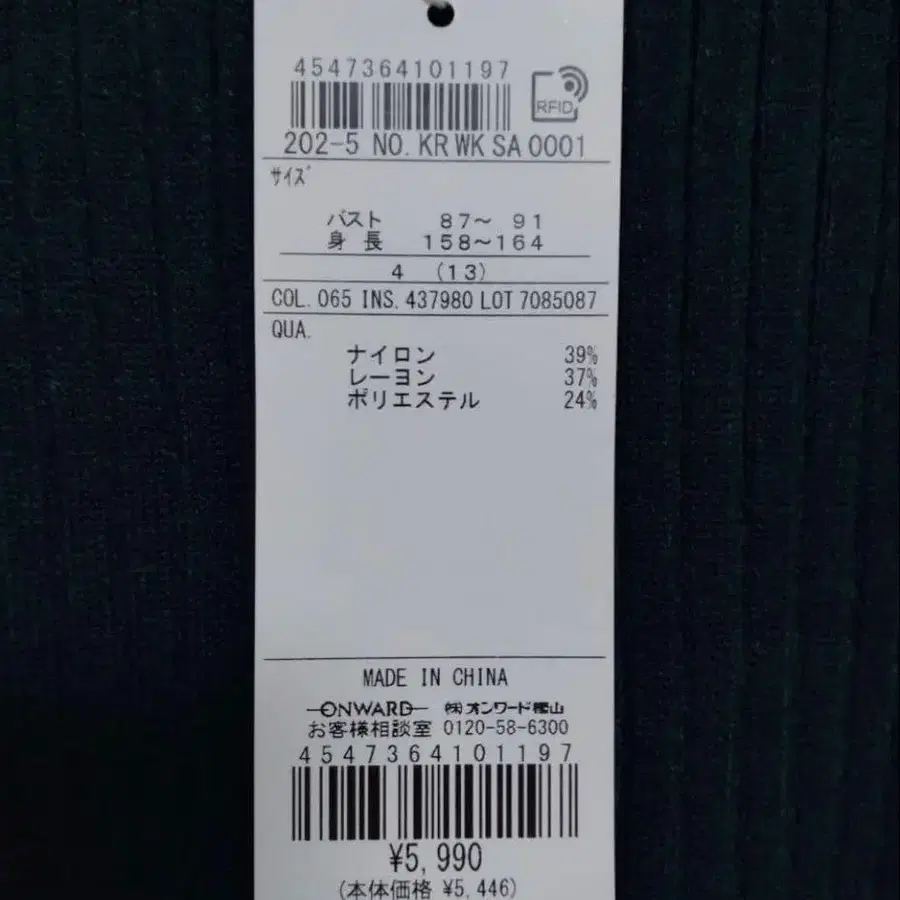 4547364101197
RFID
202-5 NO. KR WK SA 0001
ｻｲｽﾞ
バスト 87～ 91
身 長 158～164
4 (13)
COL. 065 INS. 437980 LOT 7085087
QUA.
ナイロン 39%
レーヨン 37%
ポリエステル 24%
MADE IN CHINA
ONWARD ㈱オンワード樫山
お客様相談室 0120-58-6300
4547364101197
¥5,990
(本体価格 ¥5,446)